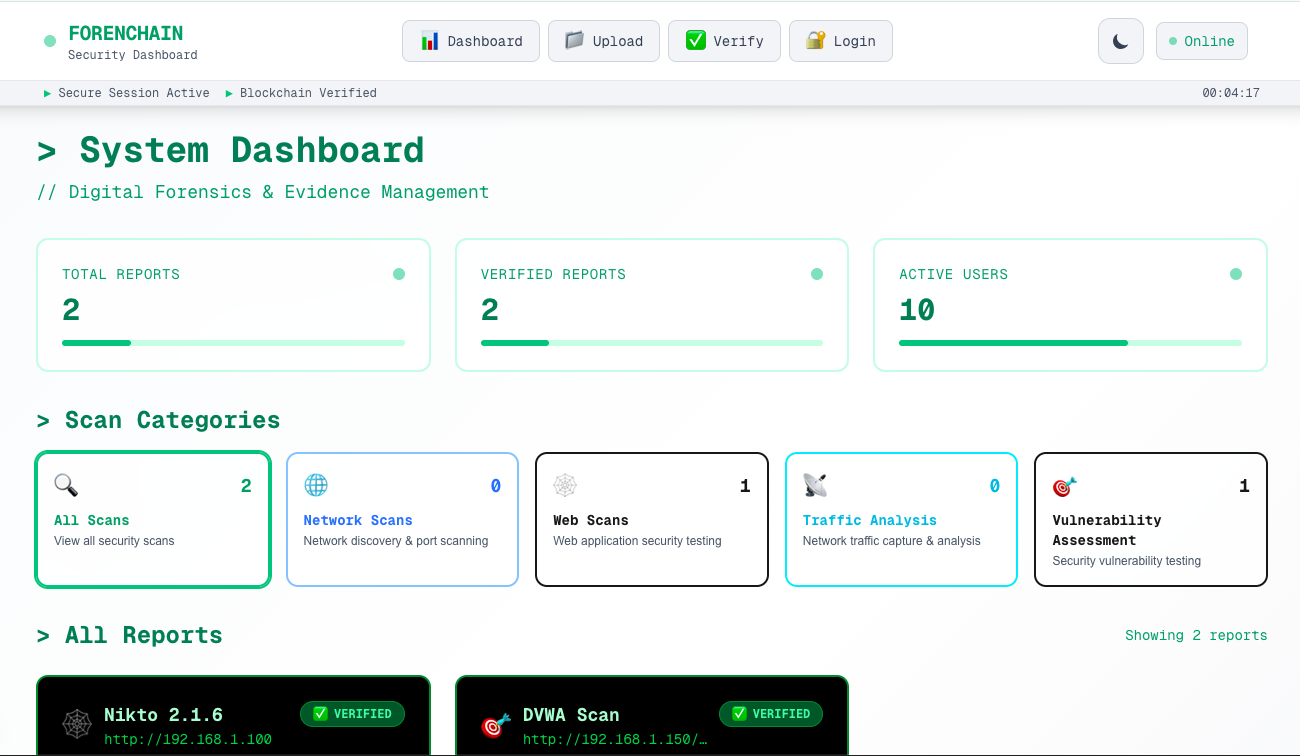 FORENCHAIN
Security Dashboard
Dashboard
Upload
Verify
Login
Online
▶ Secure Session Active ▶ Blockchain Verified
00:04:17
> System Dashboard
// Digital Forensics & Evidence Management
TOTAL REPORTS
2
VERIFIED REPORTS
2
ACTIVE USERS
10
> Scan Categories
2
All Scans
View all security scans
0
Network Scans
Network discovery & port scanning
1
Web Scans
Web application security testing
0
Traffic Analysis
Network traffic capture & analysis
1
Vulnerability
Assessment
Security vulnerability testing
> All Reports
Showing 2 reports
Nikto 2.1.6
VERIFIED
http://192.168.1.100
DVWA Scan
VERIFIED
http://192.168.1.150/…